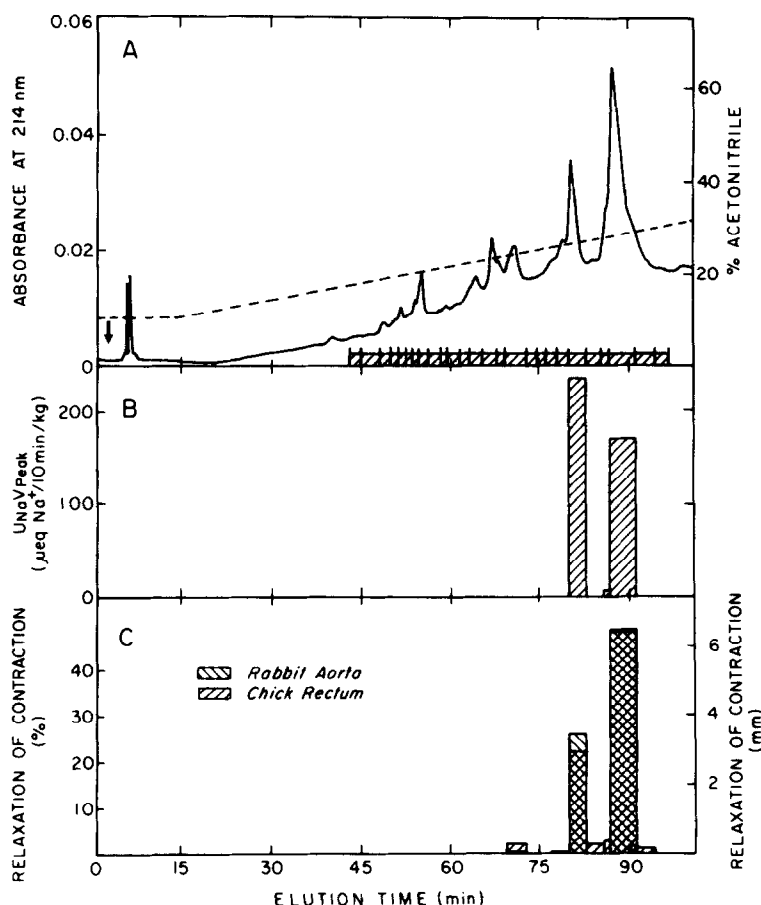 A
0.06
0.04
0.02
0
ABSORBANCE AT 214 nm
60
40
20
% ACETONITRILE
B
200
100
0
UNaV Peak
(µeq Na+/10min/kg)
C
Rabbit Aorta
Chick Rectum
40
30
20
10
RELAXATION OF CONTRACTION
(%)
6
4
2
RELAXATION OF CONTRACTION
(mm)
0 15 30 45 60 75 90
ELUTION TIME (min)